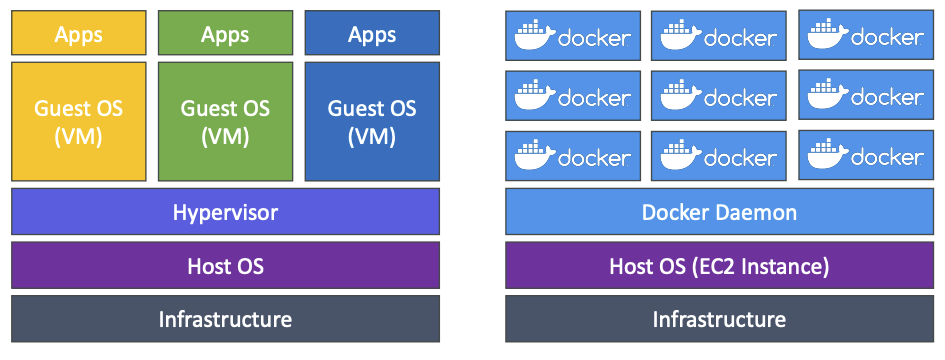 Apps
Apps
Apps
Guest OS
(VM)
Guest OS
(VM)
Guest OS
(VM)
Hypervisor
Host OS
Infrastructure
docker
docker
docker
docker
docker
docker
docker
docker
docker
Docker Daemon
Host OS (EC2 Instance)
Infrastructure